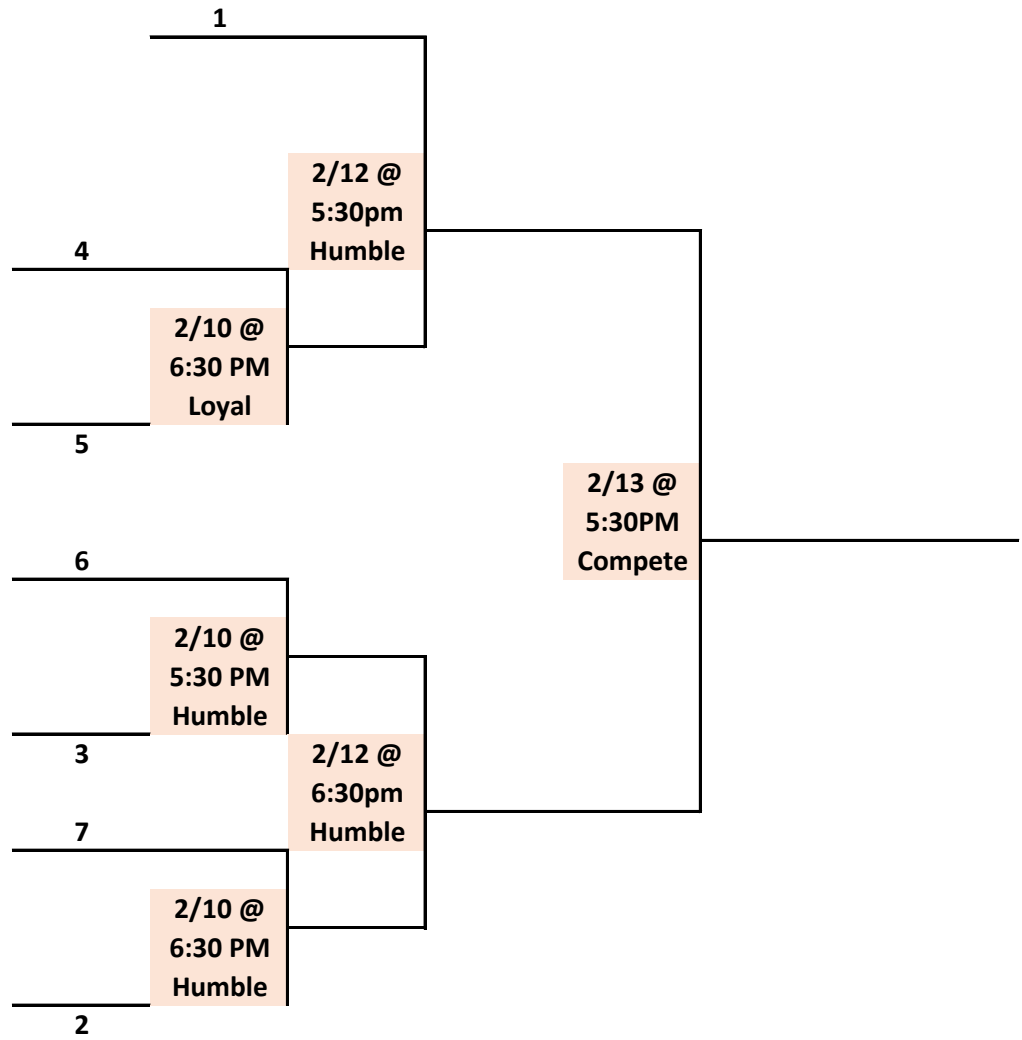 1
2/12 @
5:30pm
Humble
4
2/10 @
6:30 PM
Loyal
5
2/13 @
5:30PM
Compete
6
2/10 @
5:30 PM
Humble
3
2/12 @
6:30pm
Humble
7
2/10 @
6:30 PM
Humble
2